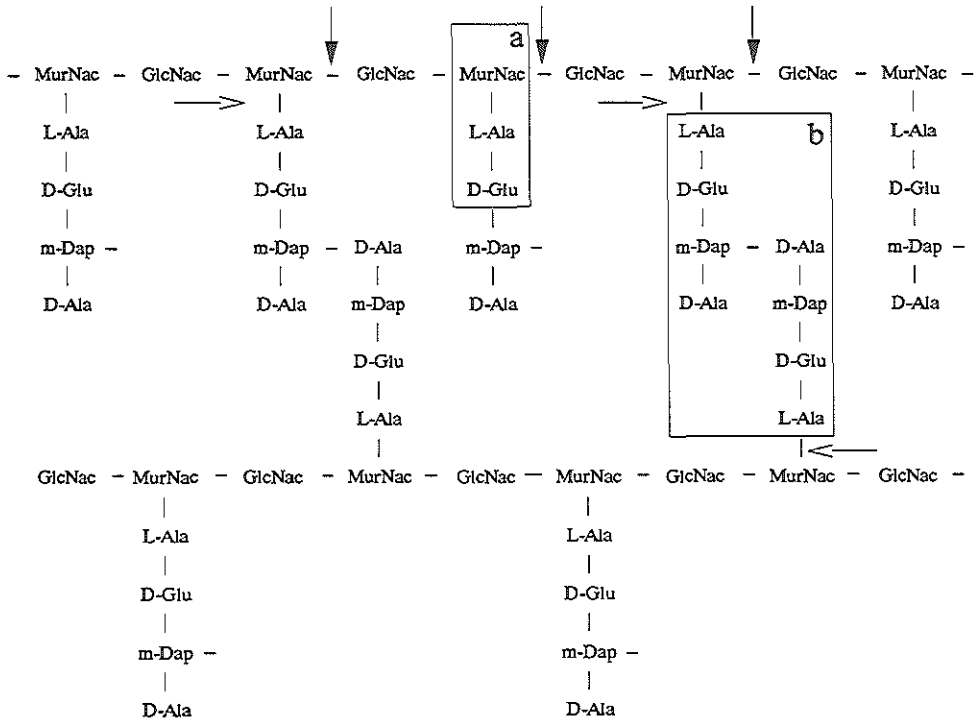 a
– MurNac – GlcNac – MurNac – GlcNac – MurNac – GlcNac – MurNac – GlcNac – MurNac –
L-Ala L-Ala L-Ala L-Ala b L-Ala
D-Glu D-Glu D-Glu D-Glu D-Glu
m-Dap – m-Dap – D-Ala m-Dap – m-Dap – D-Ala m-Dap –
D-Ala D-Ala m-Dap D-Ala D-Ala m-Dap D-Ala
D-Glu D-Glu
L-Ala L-Ala
GlcNac – MurNac – GlcNac – MurNac – GlcNac – MurNac – GlcNac – MurNac – GlcNac –
L-Ala L-Ala
D-Glu D-Glu
m-Dap – m-Dap –
D-Ala D-Ala